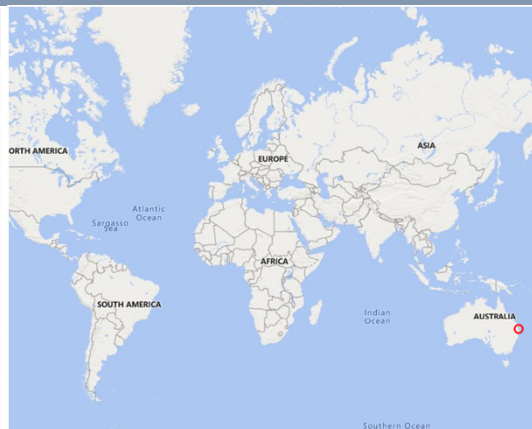 ORTH AMERICA
EUROPE
ASIA
Atlantic
Ocean
Sargasso
Sea
AFRICA
SOUTH AMERICA
Indian
Ocean
AUSTRALIA
Southern Ocean